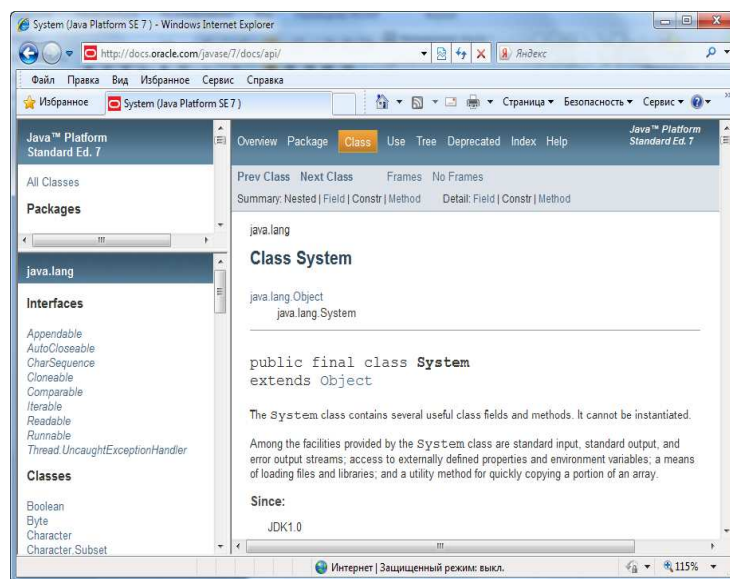 System (Java Platform SE 7 ) - Windows Internet Explorer
http://docs.oracle.com/javase/7/docs/api/
Яндекс
Файл Правка Вид Избранное Сервис Справка
Избранное
System (Java Platform SE 7 )
Страница Безопасность Сервис
Java™ Platform
Standard Ed. 7
All Classes
Packages
java.lang
Interfaces
Appendable
AutoCloseable
CharSequence
Cloneable
Comparable
Iterable
Readable
Runnable
Thread.UncaughtExceptionHandler
Classes
Boolean
Byte
Character
Character.Subset
Overview Package Class Use Tree Deprecated Index Help
Java™ Platform
Standard Ed. 7
Prev Class Next Class Frames No Frames
Summary: Nested | Field | Constr | Method Detail: Field | Constr | Method
java.lang
Class System
java.lang.Object
java.lang.System
public final class System
extends Object
The System class contains several useful class fields and methods. It cannot be instantiated.
Among the facilities provided by the System class are standard input, standard output, and
error output streams; access to externally defined properties and environment variables; a means
of loading files and libraries; and a utility method for quickly copying a portion of an array.
Since:
JDK1.0
Интернет | Защищенный режим: выкл.
115%